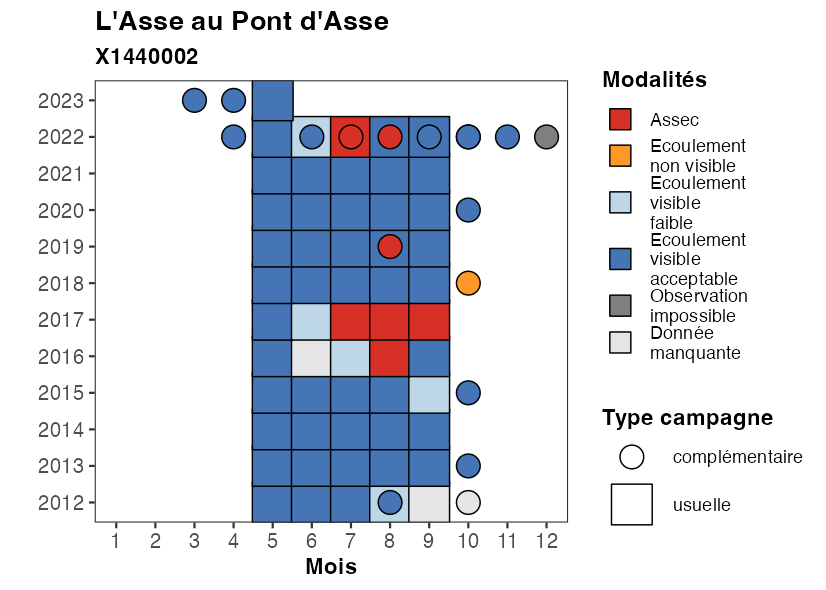 L'Asse au Pont d'Asse
X1440002
2023
2022
2021
2020
2019
2018
2017
2016
2015
2014
2013
2012
1 2 3 4 5 6 7 8 9 10 11 12
Mois
Modalités
Assec
Ecoulement
non visible
Ecoulement
visible
faible
Ecoulement
visible
acceptable
Observation
impossible
Donnée
manquante
Type campagne
complémentaire
usuelle